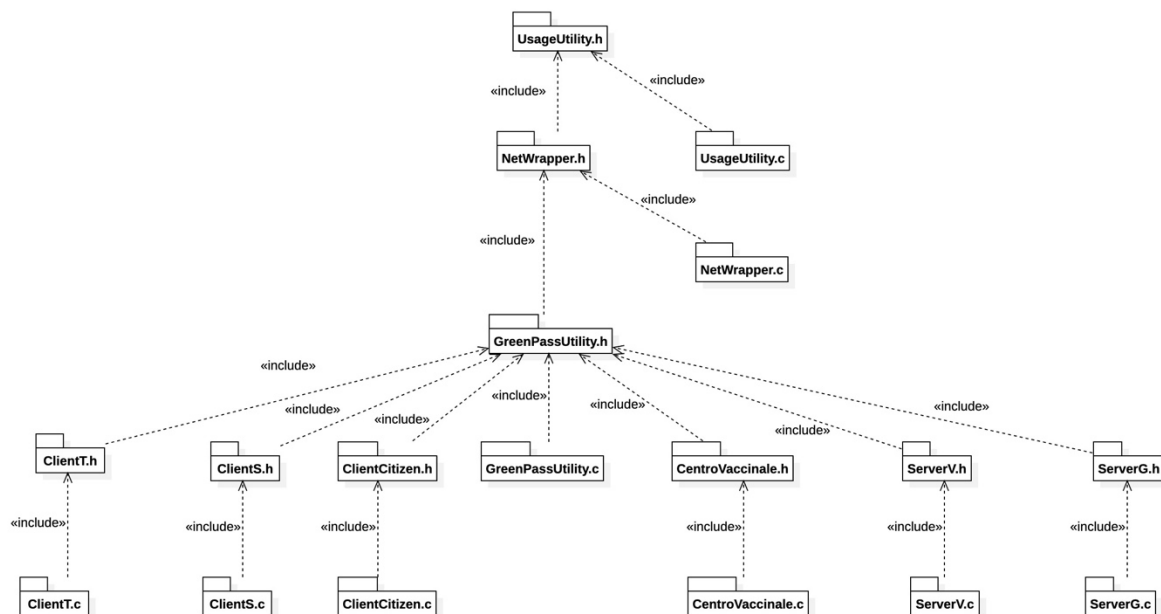 UsageUtility.h
«include»
«include»
NetWrapper.h
UsageUtility.c
«include»
«include»
NetWrapper.c
GreenPassUtility.h
«include»
«include»
«include»
«include»
«include»
«include»
«include»
ClientT.h
ClientS.h
ClientCitizen.h
GreenPassUtility.c
CentroVaccinale.h
ServerV.h
ServerG.h
«include»
«include»
«include»
«include»
«include»
«include»
ClientT.c
ClientS.c
ClientCitizen.c
CentroVaccinale.c
ServerV.c
ServerG.c